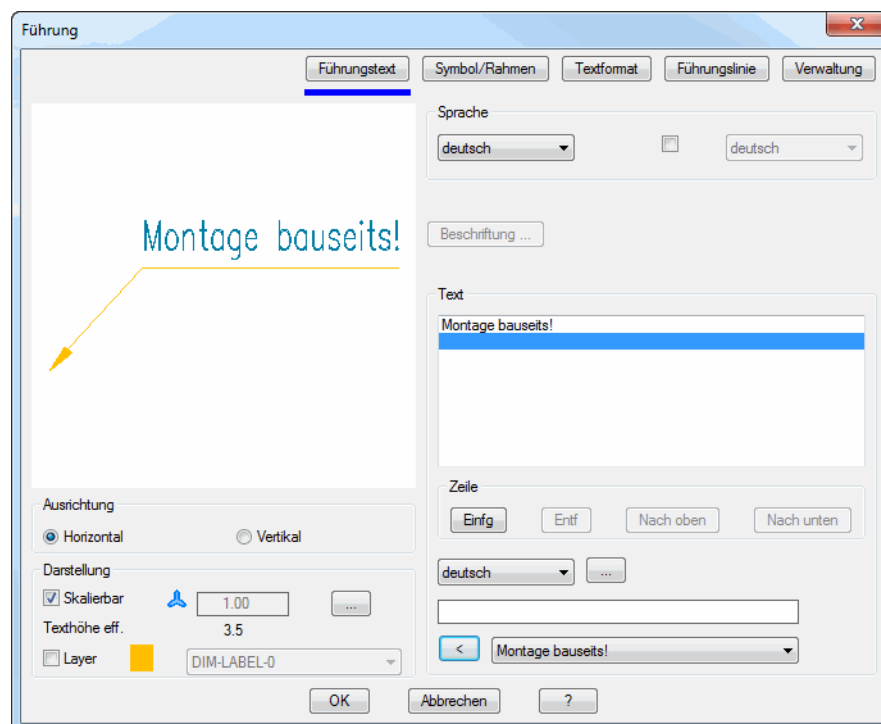 Führung
Führungstext Symbol/Rahmen Textformat Führungslinie Verwaltung
Sprache
deutsch deutsch
Montage bauseits!
Beschriftung ...
Text
Montage bauseits!
Zeile
Einfg Entf Nach oben Nach unten
Ausrichtung
Horizontal Vertikal
Darstellung
Skalierbar 1.00 ...
Texthöhe eff. 3.5
Layer DIM-LABEL-0
deutsch ...
< Montage bauseits!
OK Abbrechen ?